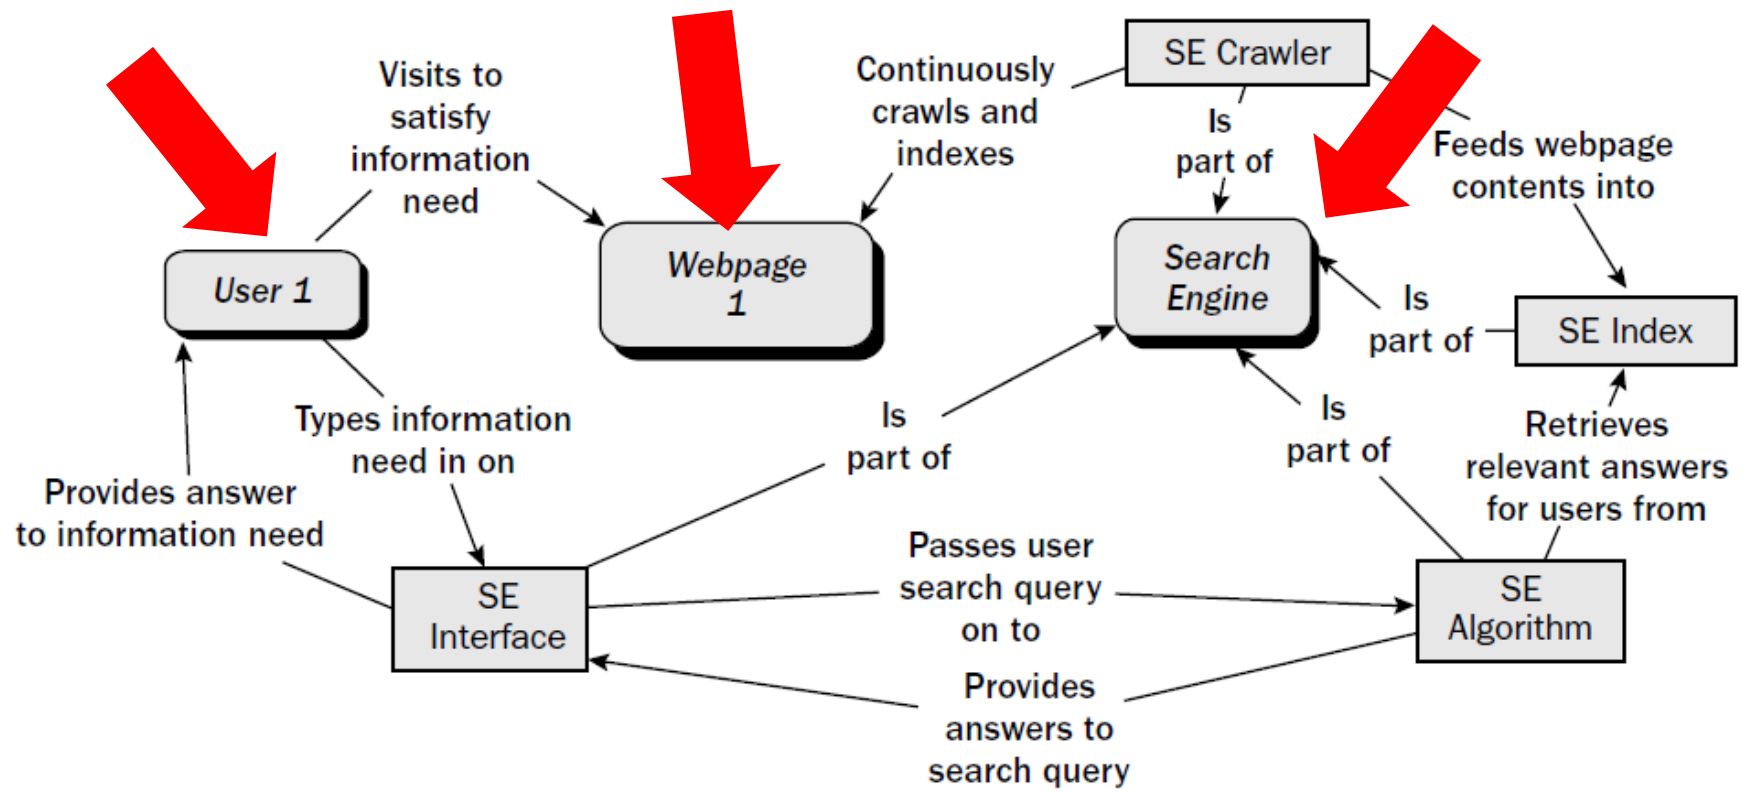 Visits to
satisfy
information
need
Continuously
crawls and
indexes
SE Crawler
Is
part of
Feeds webpage
contents into
User 1
Webpage
1
Search
Engine
Is
part of
SE Index
Types information
need in on
Is
part of
Is
part of
Retrieves
relevant answers
for users from
Provides answer
to information need
SE
Interface
Passes user
search query
on to
SE
Algorithm
Provides
answers to
search query